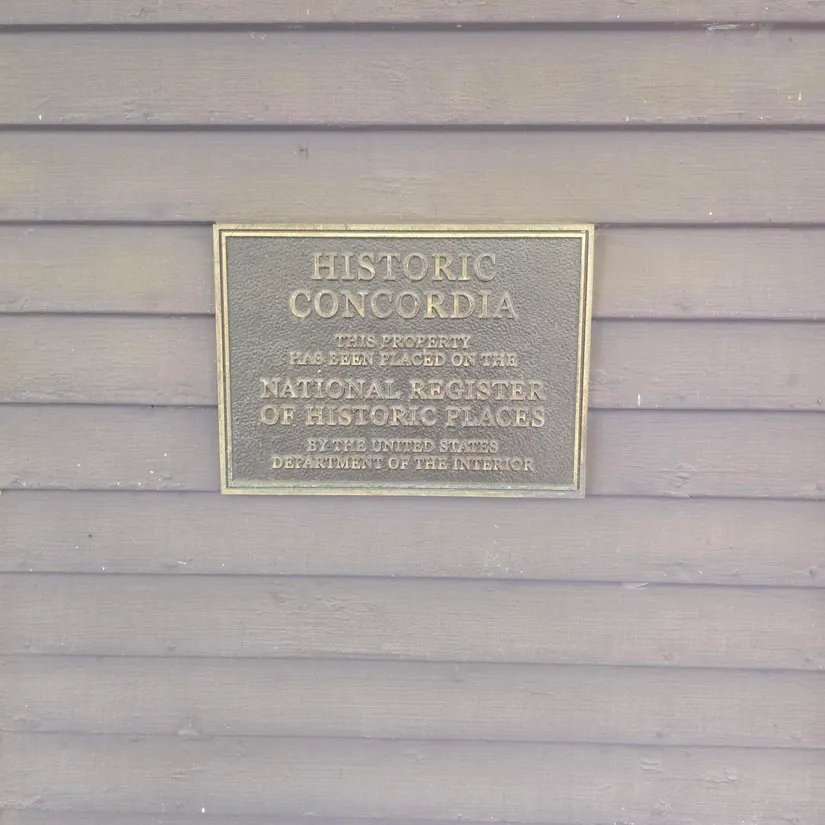 HISTORIC
CONCORDIA
THIS PROPERTY
HAS BEEN PLACED ON THE
NATIONAL REGISTER
OF HISTORIC PLACES
BY THE UNITED STATES
DEPARTMENT OF THE INTERIOR